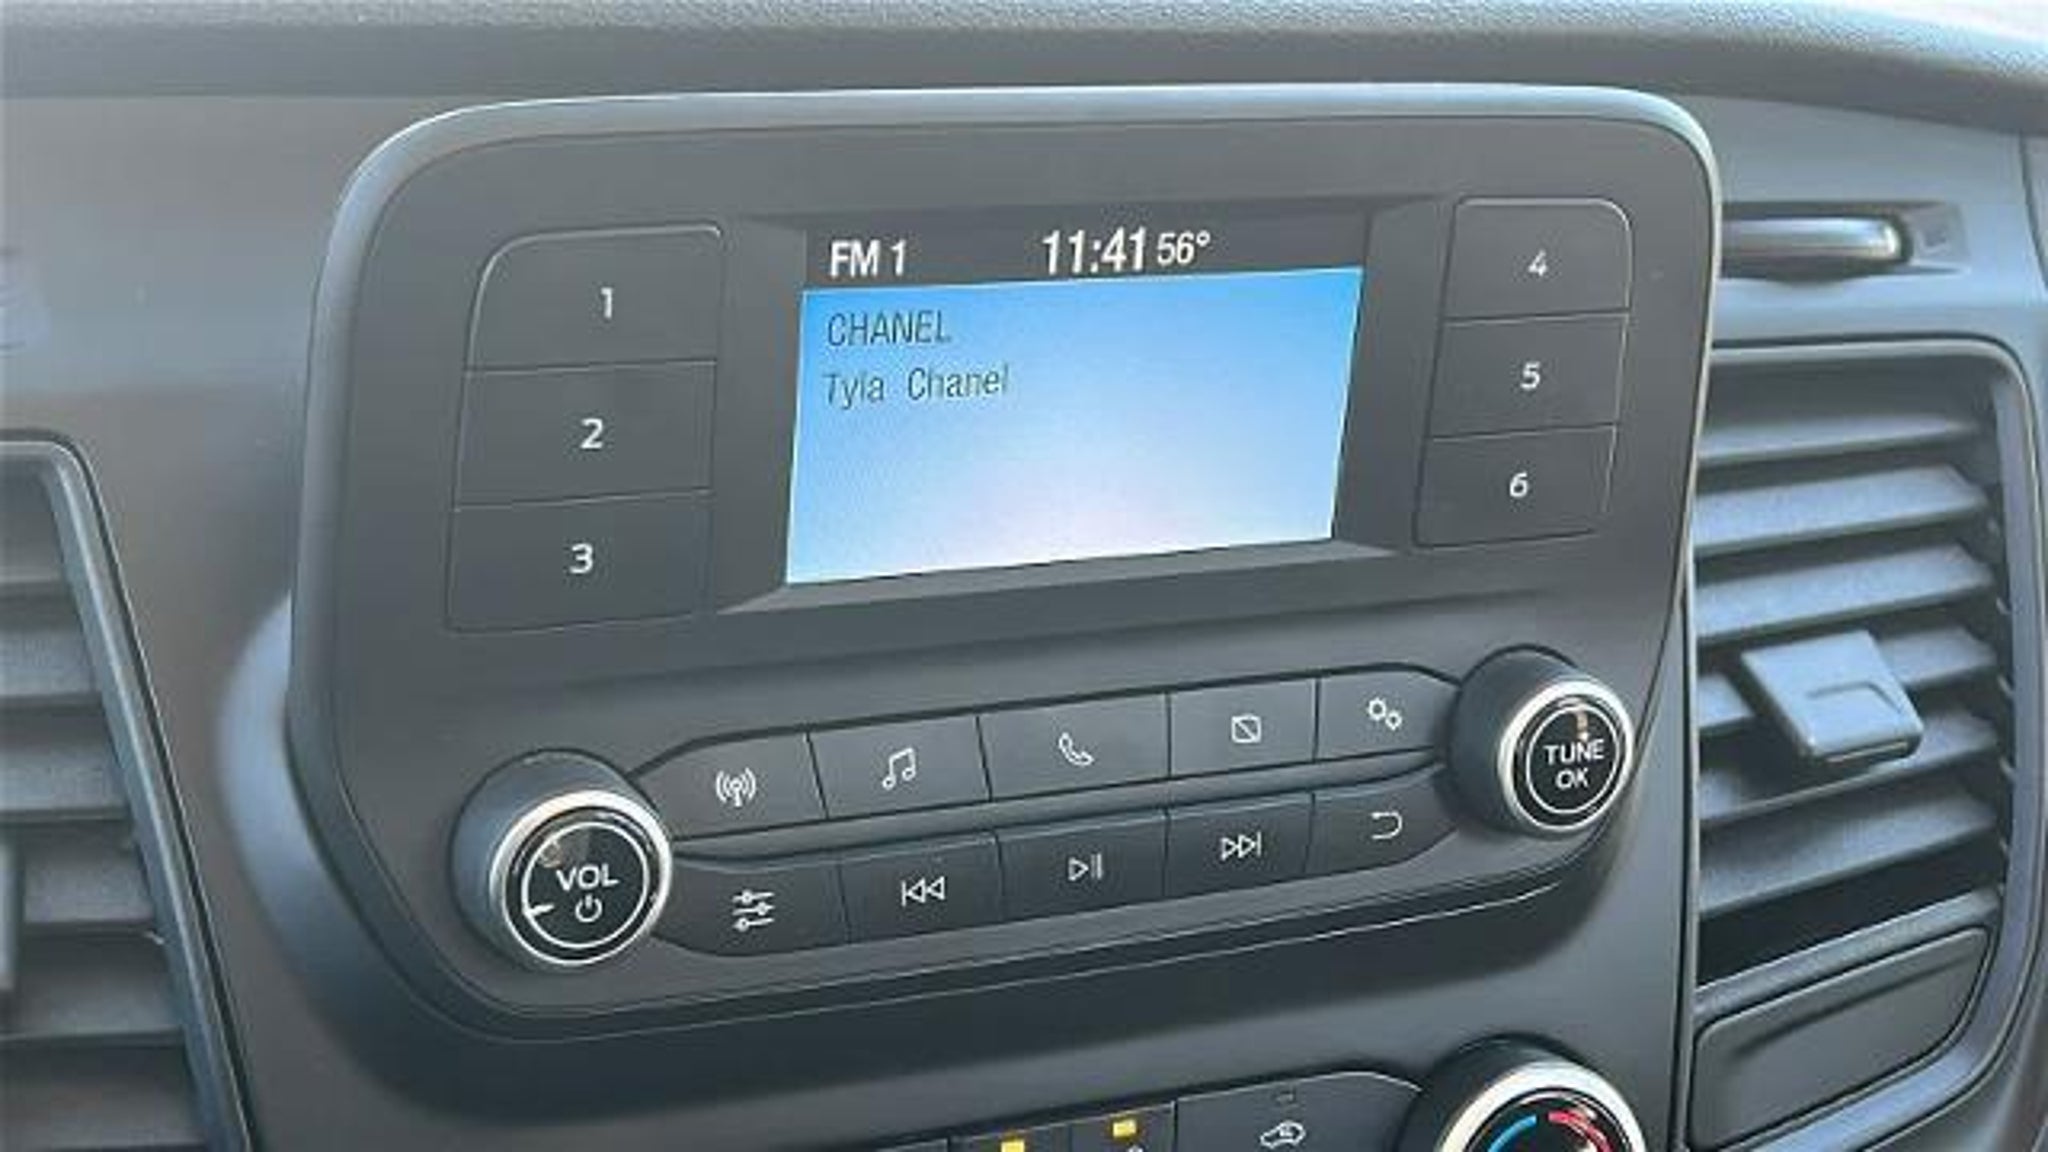 FM 1 11:41 56°
CHANEL
Tyla Chanel
1
2
3
4
5
6
VOL
TUNE
OK